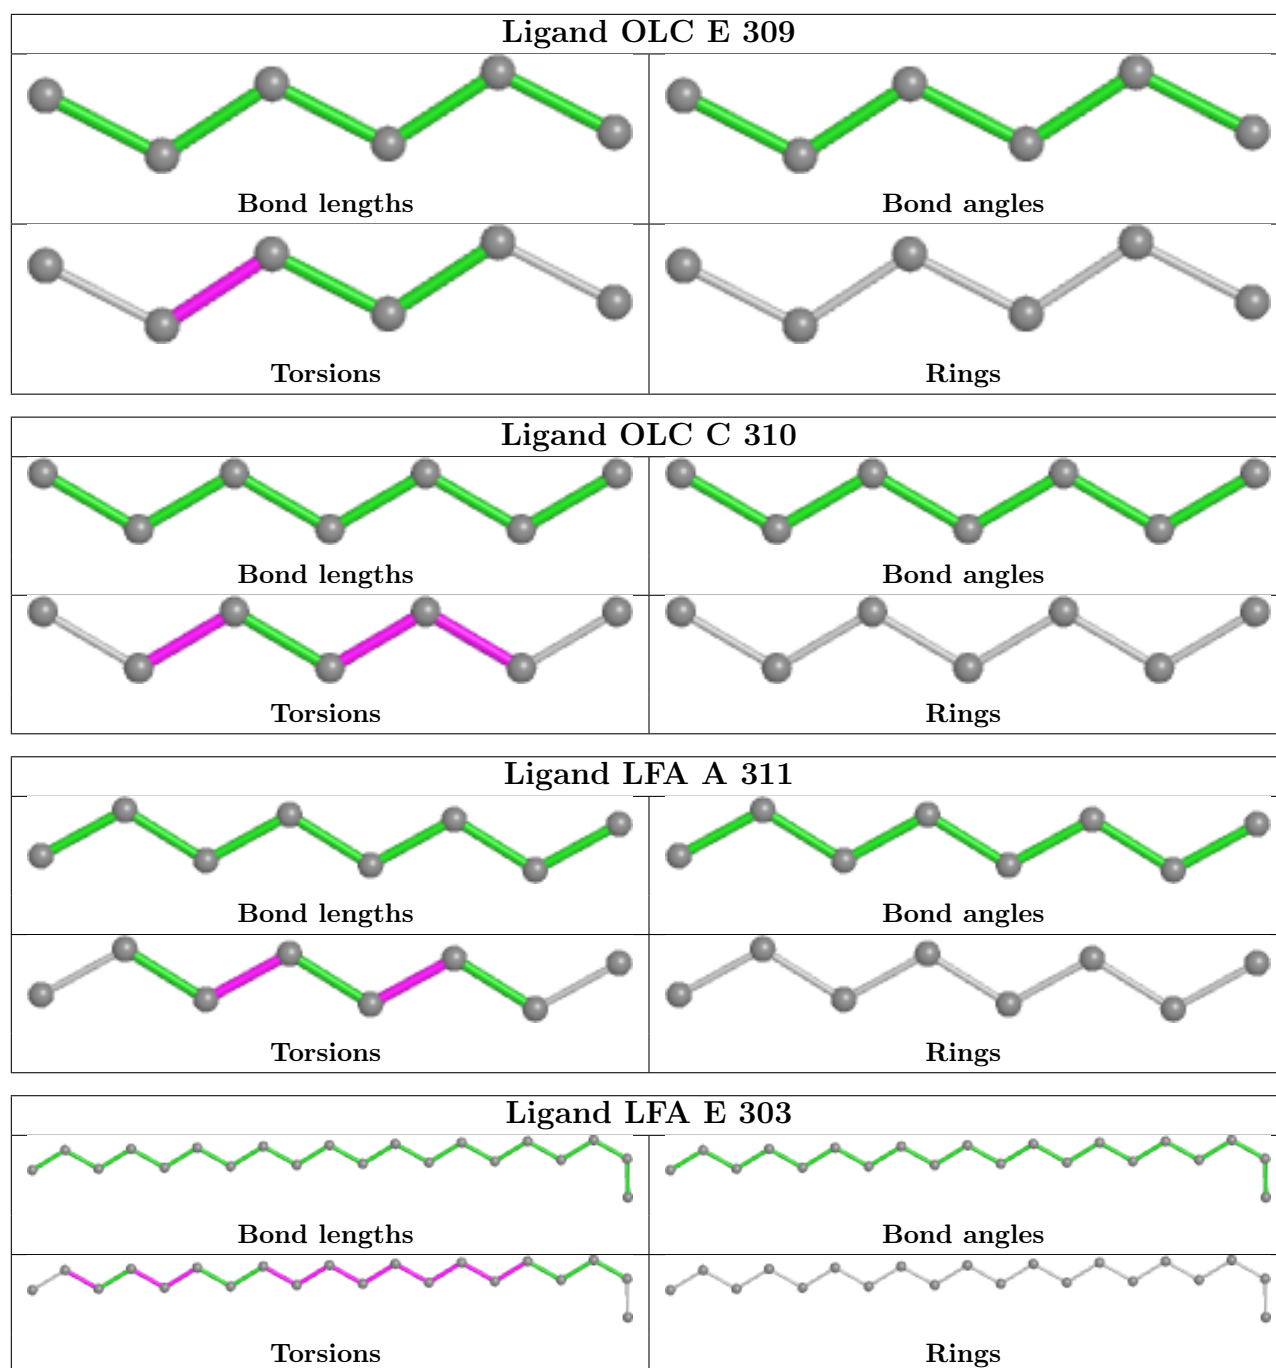 Ligand OLC E 309
Bond lengths
Bond angles
Torsions
Rings
Ligand OLC C 310
Bond lengths
Bond angles
Torsions
Rings
Ligand LFA A 311
Bond lengths
Bond angles
Torsions
Rings
Ligand LFA E 303
Bond lengths
Bond angles
Torsions
Rings